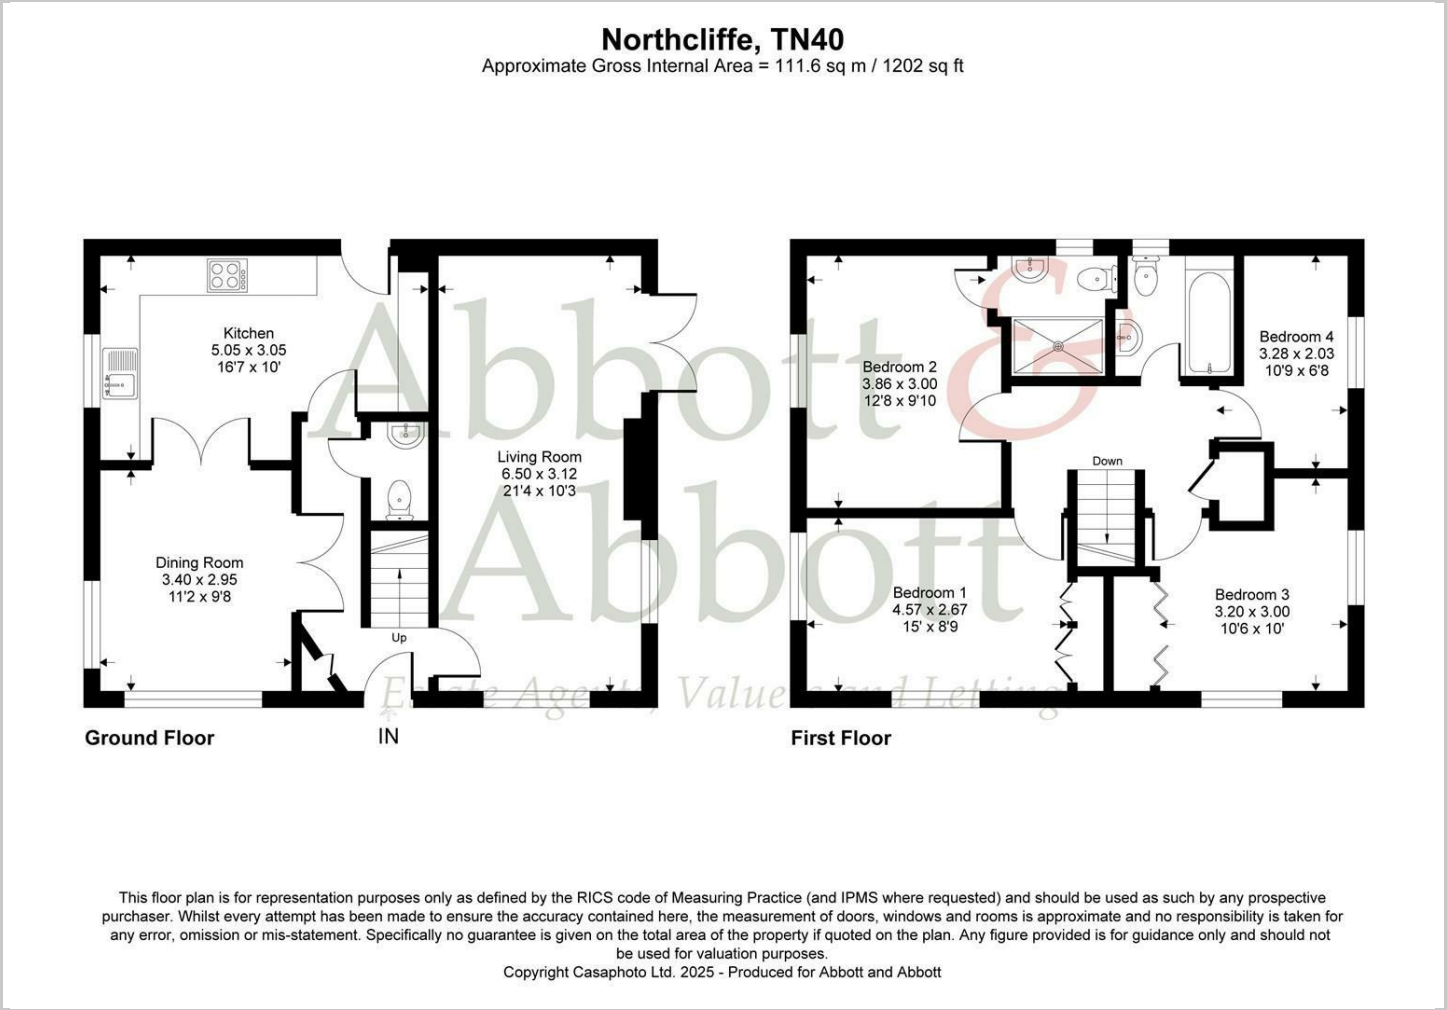 Northcliffe, TN40
Approximate Gross Internal Area = 111.6 sq m / 1202 sq ft
Kitchen
5.05 x 3.05
16'7 x 10'
Living Room
6.50 x 3.12
21'4 x 10'3
Dining Room
3.40 x 2.95
11'2 x 9'8
Up
IN
Ground Floor
Bedroom 2
3.86 x 3.00
12'8 x 9'10
Bedroom 4
3.28 x 2.03
10'9 x 6'8
Down
Bedroom 1
4.57 x 2.67
15' x 8'9
Bedroom 3
3.20 x 3.00
10'6 x 10'
First Floor
Abbott &
Abbott
Estate Agents, Valuers and Letting
This floor plan is for representation purposes only as defined by the RICS code of Measuring Practice (and IPMS where requested) and should be used as such by any prospective
purchaser. Whilst every attempt has been made to ensure the accuracy contained here, the measurement of doors, windows and rooms is approximate and no responsibility is taken for
any error, omission or mis-statement. Specifically no guarantee is given on the total area of the property if quoted on the plan. Any figure provided is for guidance only and should not
be used for valuation purposes.
Copyright Casaphoto Ltd. 2025 - Produced for Abbott and Abbott